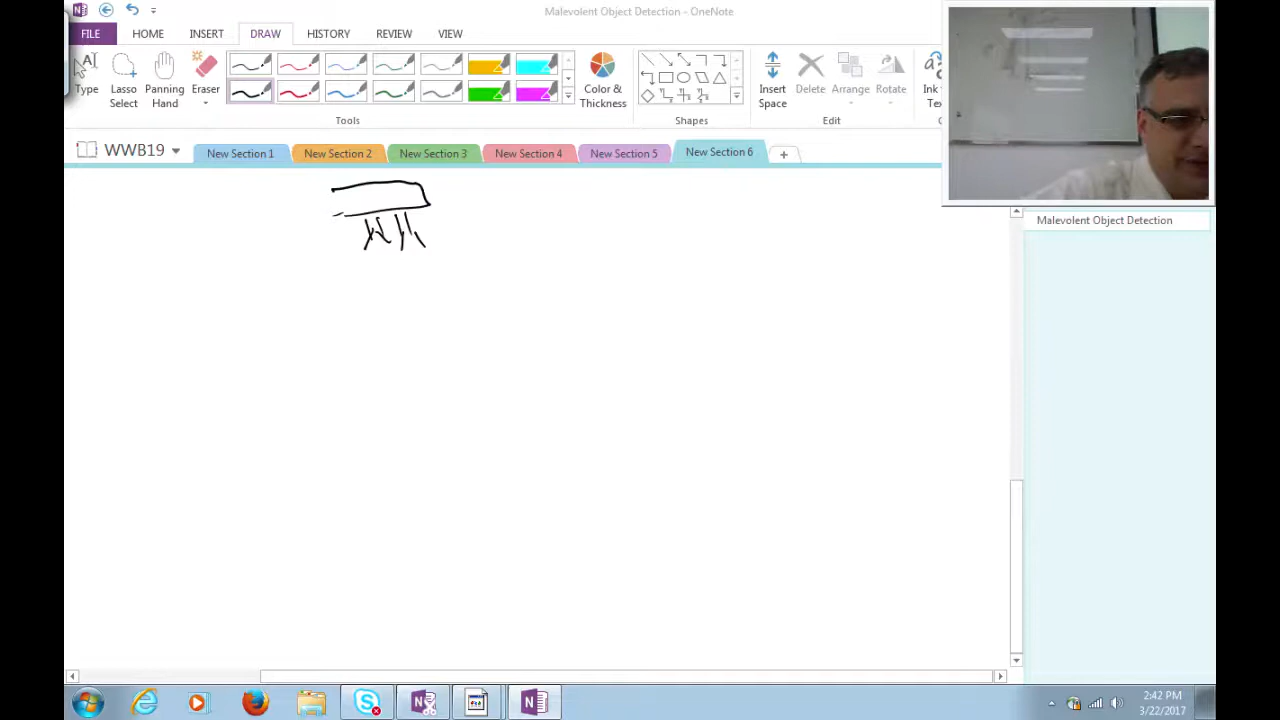 Malevolent Object Detection - OneNote
FILE HOME INSERT DRAW HISTORY REVIEW VIEW
Type
Lasso Select
Panning Hand
Eraser
Color & Thickness
Insert Space
Delete
Arrange
Rotate
Ink to
Tools
Shapes
Edit
WWB19
New Section 1
New Section 2
New Section 3
New Section 4
New Section 5
New Section 6
Malevolent Object Detection
2:42 PM
3/22/2017